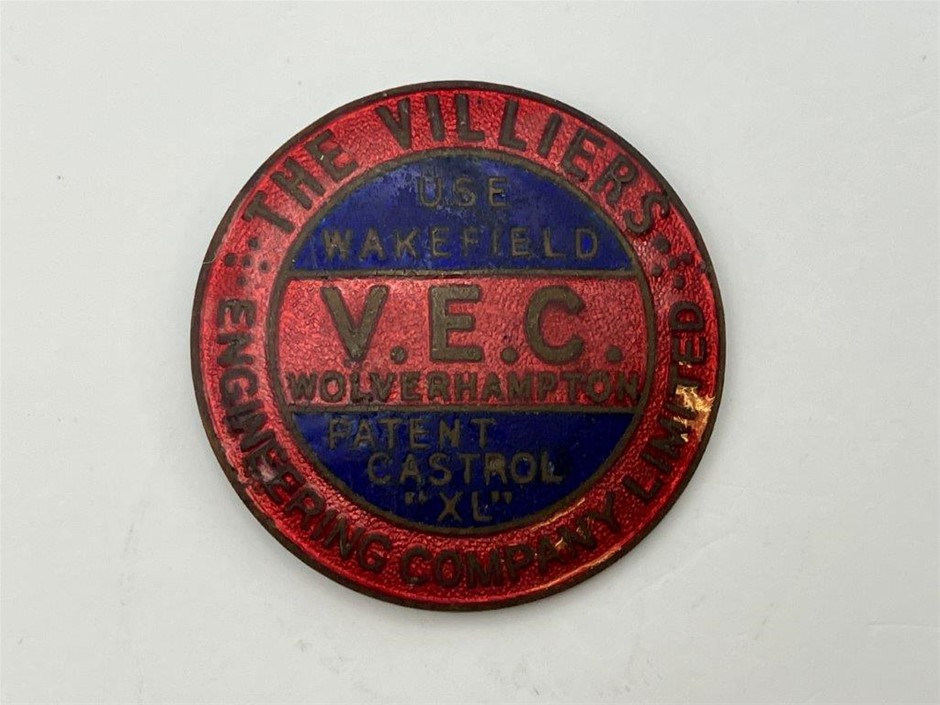 THE VILLIERS
ENGINEERING COMPANY LIMITED
USE
WAKEFIELD
V.E.C.
WOLVERHAMPTON
PATENT
CASTROL
"XL"